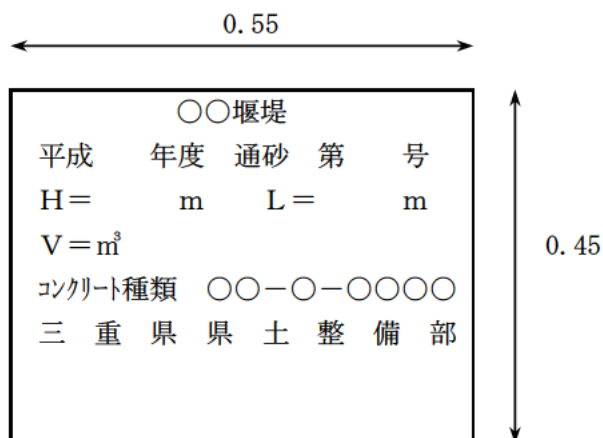 0.55
○○堰堤
平成　　年度　通砂　第　　号
H＝　　　m　　L＝　　　m
V＝㎥
ｺﾝｸﾘｰﾄ種類　○○－○－○○○○
三　重　県　県　土　整　備　部
0.45